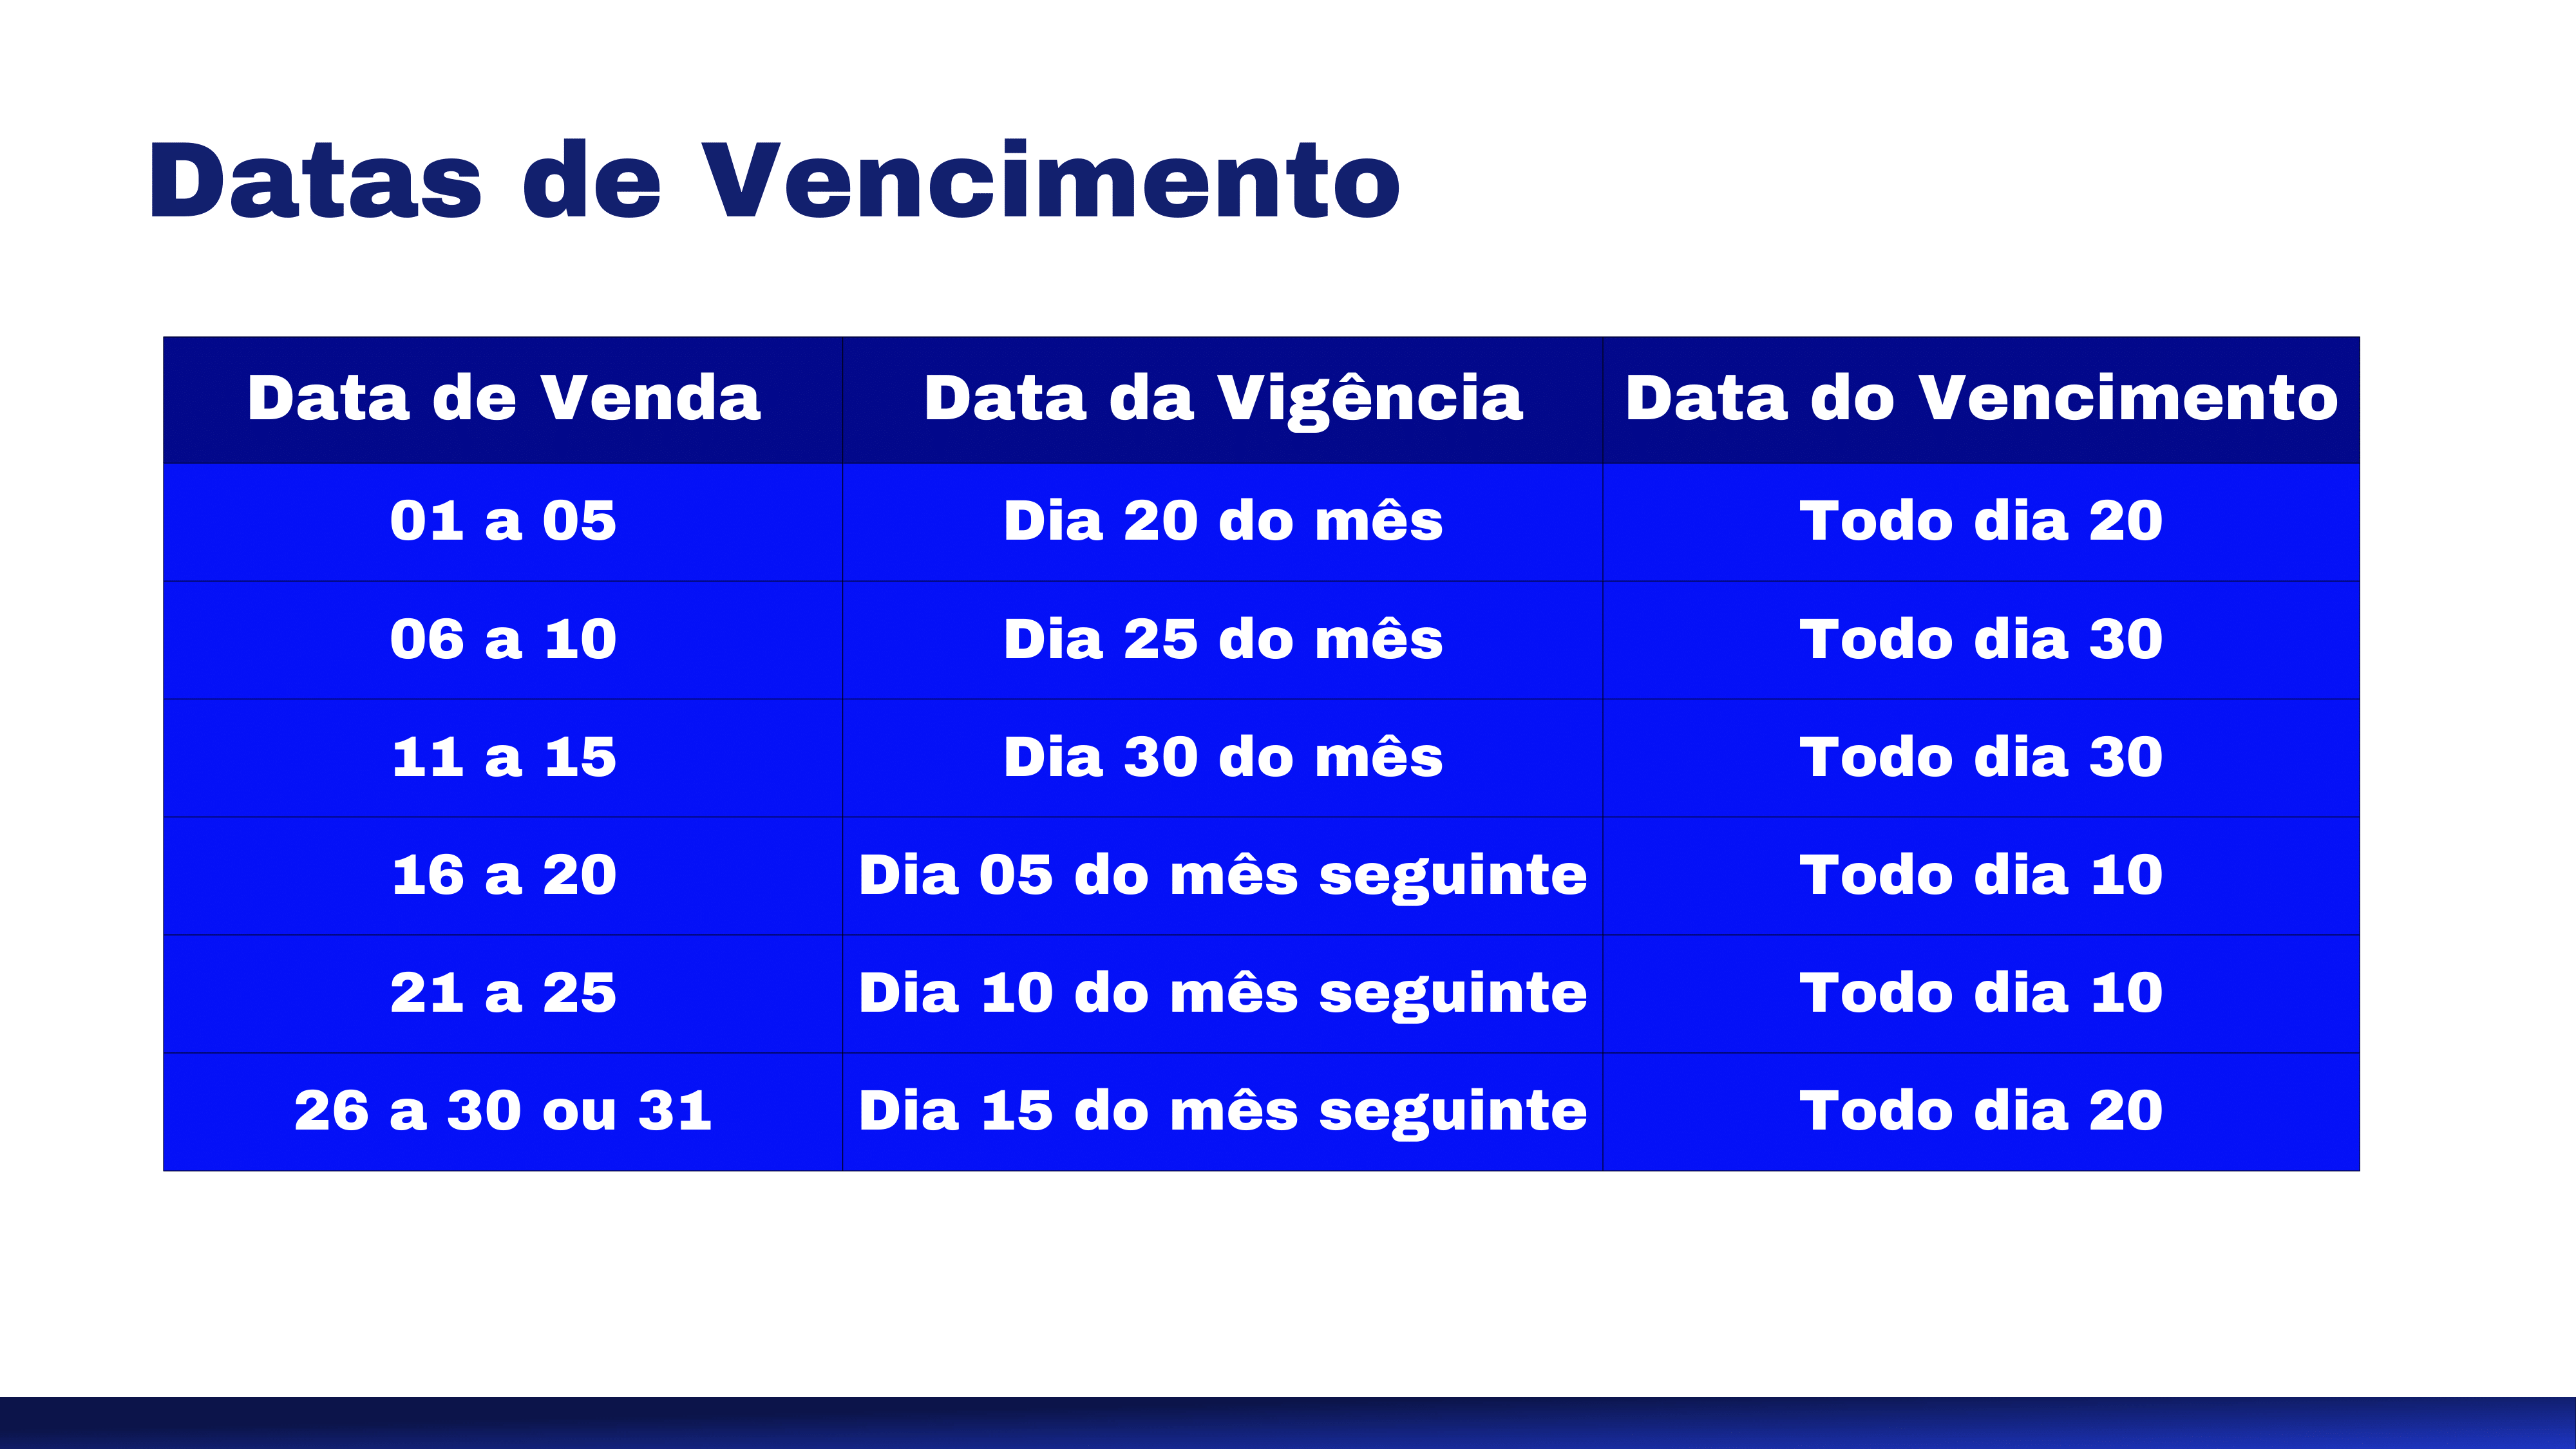 Datas de Vencimento
Data de Venda Data da Vigência Data do Vencimento
01 a 05 Dia 20 do mês Todo dia 20
06 a 10 Dia 25 do mês Todo dia 30
11 a 15 Dia 30 do mês Todo dia 30
16 a 20 Dia 05 do mês seguinte Todo dia 10
21 a 25 Dia 10 do mês seguinte Todo dia 10
26 a 30 ou 31 Dia 15 do mês seguinte Todo dia 20